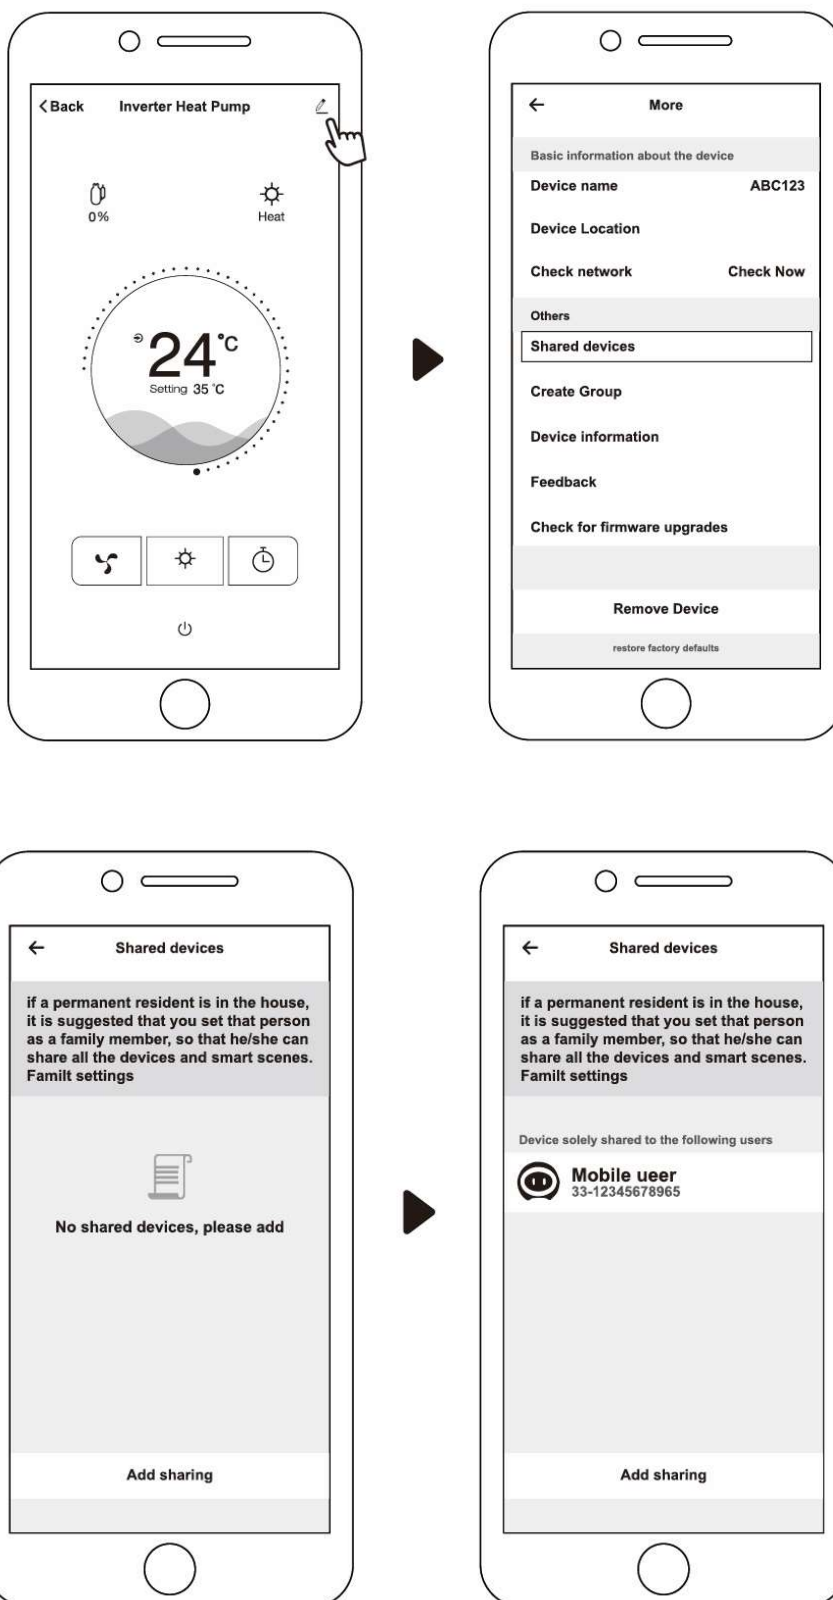 Back Inverter Heat Pump
0%
Heat
24°C
Setting 35 °C
More
Basic information about the device
Device name ABC123
Device Location
Check network Check Now
Others
Shared devices
Create Group
Device information
Feedback
Check for firmware upgrades
Remove Device
restore factory defaults
Shared devices
if a permanent resident is in the house,
it is suggested that you set that person
as a family member, so that he/she can
share all the devices and smart scenes.
Familt settings
No shared devices, please add
Add sharing
Shared devices
if a permanent resident is in the house,
it is suggested that you set that person
as a family member, so that he/she can
share all the devices and smart scenes.
Familt settings
Device solely shared to the following users
Mobile ueer
33-12345678965
Add sharing